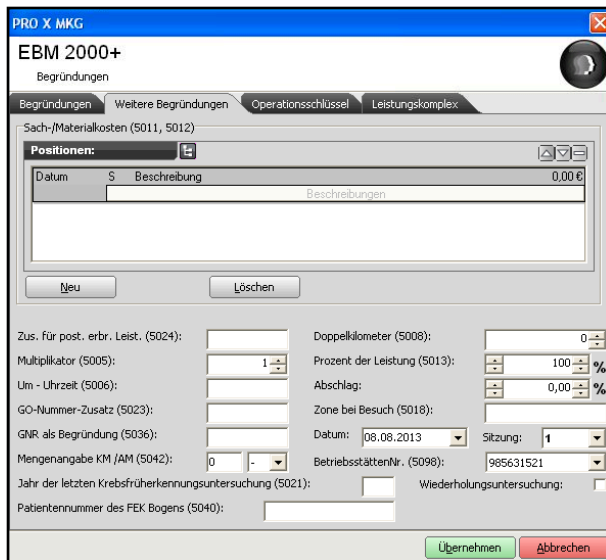 PRO X MKG
EBM 2000+
Begründungen
Begründungen Weitere Begründungen Operationsschlüssel Leistungskomplex
Sach-/Materialkosten (5011, 5012)
Positionen:
Datum S Beschreibung 0,00 €
Beschreibungen
Neu Löschen
Zus. für post. erbr. Leist. (5024): Doppelkilometer (5008): 0
Multiplikator (5005): 1 Prozent der Leistung (5013): 100 %
Um - Uhrzeit (5006): Abschlag: 0,00 %
GO-Nummer-Zusatz (5023): Zone bei Besuch (5018):
GNR als Begründung (5036): Datum: 08.08.2013 Sitzung: 1
Mengenangabe KM /AM (5042): 0 - BetriebsstättenNr. (5098): 985631521
Jahr der letzten Krebsfrüherkennungsuntersuchung (5021): Wiederholungsuntersuchung:
Patientennummer des FEK Bogens (5040):
Übernehmen Abbrechen